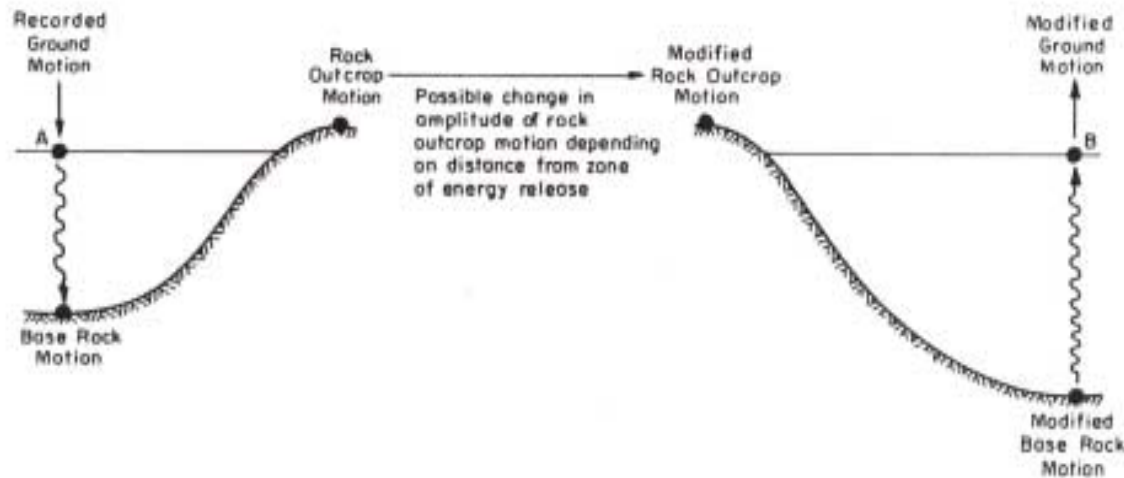 Recorded
Ground
Motion
A
Base Rock
Motion
Rock
Outcrop
Motion
Possible change in
amplitude of rock
outcrop motion depending
on distance from zone
of energy release
Modified
Rock Outcrop
Motion
Modified
Ground
Motion
B
Modified
Base Rock
Motion